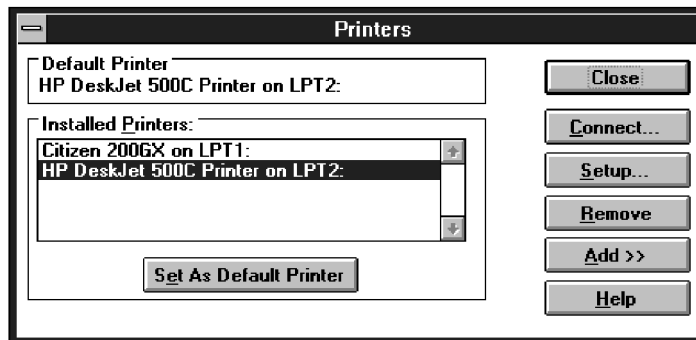 Printers
Default Printer
HP DeskJet 500C Printer on LPT2:
Installed Printers:
Citizen 200GX on LPT1:
HP DeskJet 500C Printer on LPT2:
Set As Default Printer
Close
Connect...
Setup...
Remove
Add >>
Help